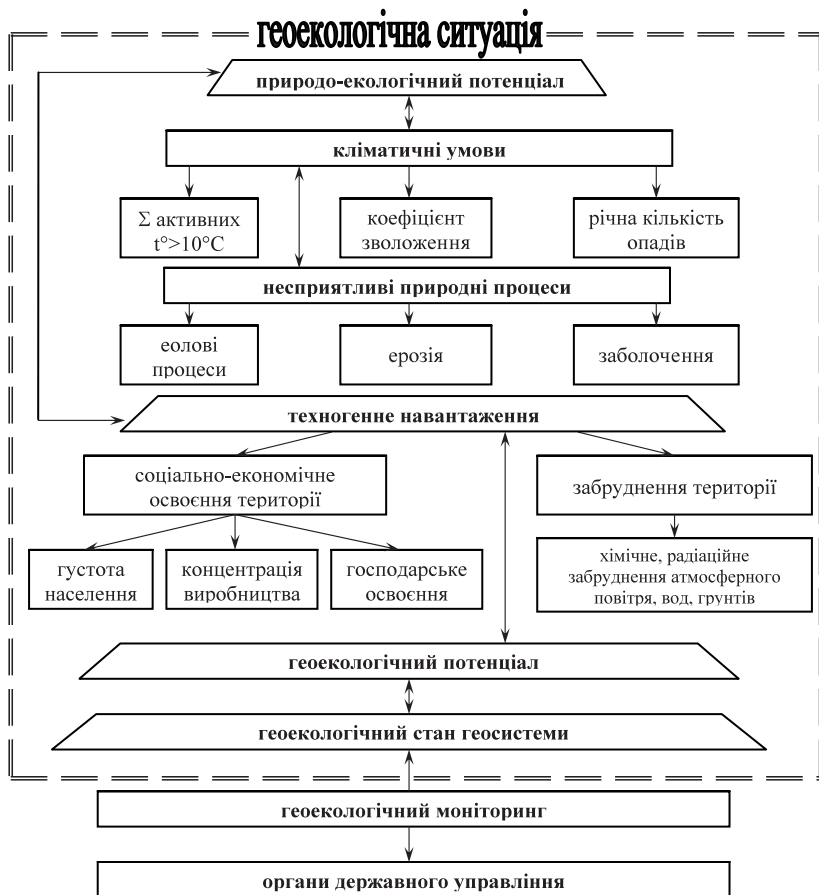 геоекологічна ситуація
природо-екологічний потенціал
кліматичні умови
Σ активних
t°>10°C
коефіцієнт
зволоження
річна кількість
опадів
несприятливі природні процеси
еолові
процеси
ерозія
заболочення
техногенне навантаження
соціально-економічне
освоєння території
забруднення території
густота
населення
концентрація
виробництва
господарське
освоєння
хімічне, радіаційне
забруднення атмосферного
повітря, вод, грунтів
геоекологічний потенціал
геоекологічний стан геосистеми
геоекологічний моніторинг
органи державного управління